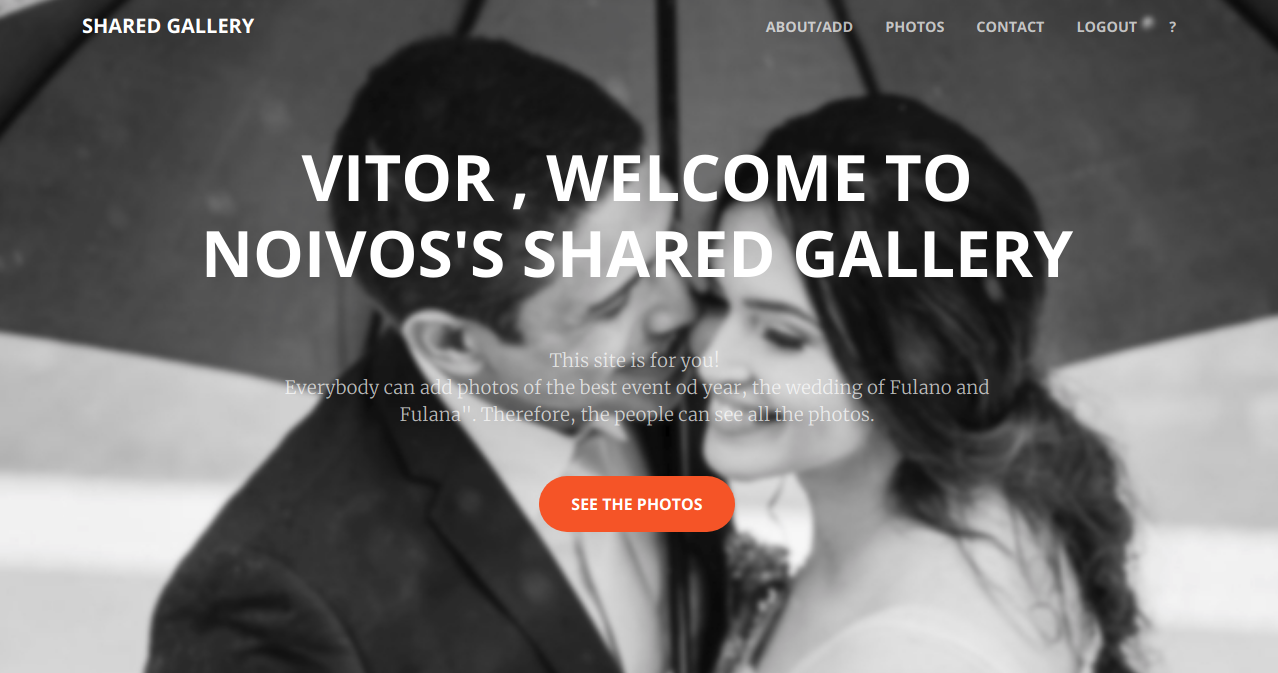 SHARED GALLERY
ABOUT/ADD PHOTOS CONTACT LOGOUT ?
VITOR , WELCOME TO
NOIVOS'S SHARED GALLERY
This site is for you!
Everybody can add photos of the best event od year, the wedding of Fulano and
Fulana". Therefore, the people can see all the photos.
SEE THE PHOTOS